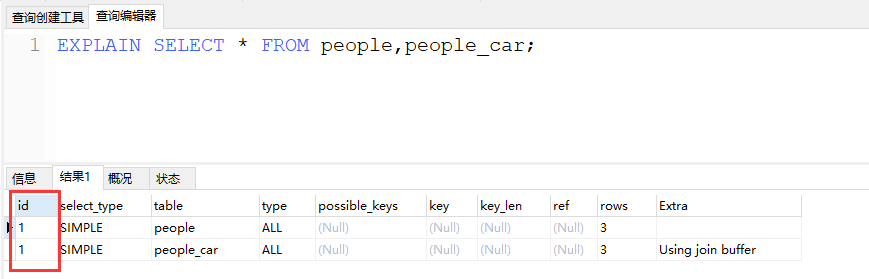 查询创建工具 查询编辑器
1 EXPLAIN SELECT * FROM people,people_car;
信息 结果1 概况 状态
id select_type table type possible_keys key key_len ref rows Extra
1 SIMPLE people ALL (Null) (Null) (Null) (Null) 3
1 SIMPLE people_car ALL (Null) (Null) (Null) (Null) 3 Using join buffer